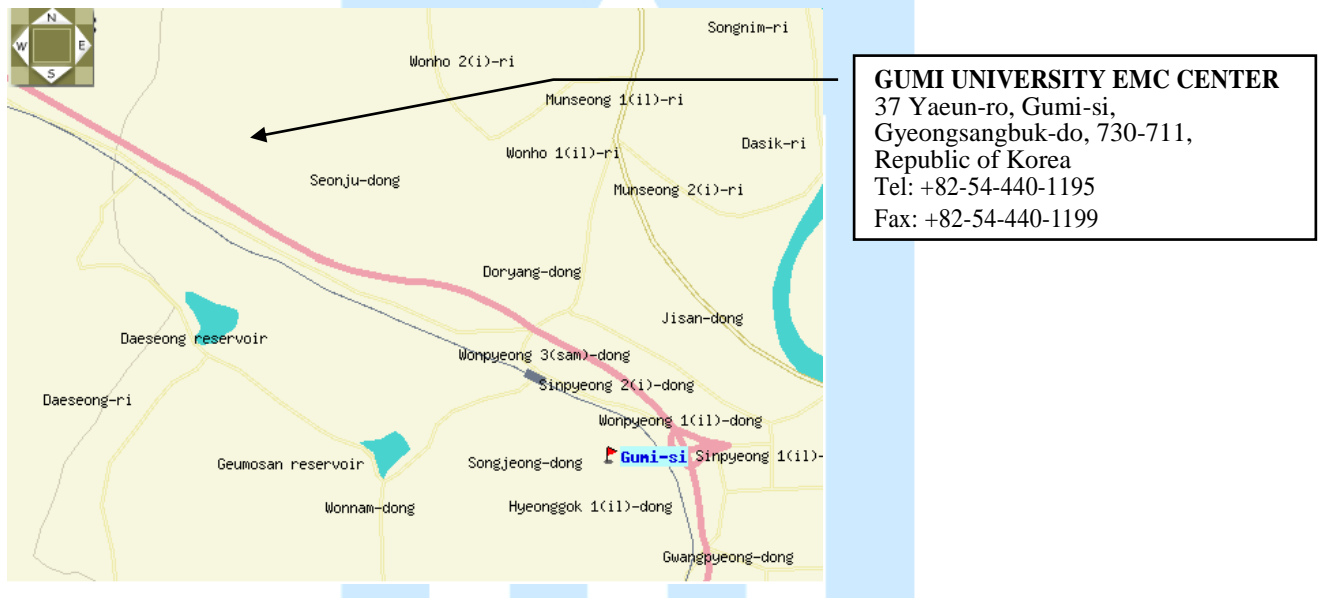 N
W
E
S
Songnim-ri
Wonho 2(i)-ri
Munseong 1(il)-ri
Dasik-ri
Wonho 1(il)-ri
Seonju-dong
Munseong 2(i)-ri
Doryang-dong
Jisan-dong
Daeseong reservoir
Wonpyeong 3(sam)-dong
Sinpyeong 2(i)-dong
Daeseong-ri
Wonpyeong 1(il)-dong
Gumi-si
Sinpyeong 1(il)-
Geumosan reservoir
Songjeong-dong
Wonnam-dong
Hyeonggok 1(il)-dong
Gwangpyeong-dong
GUMI UNIVERSITY EMC CENTER
37 Yaeun-ro, Gumi-si,
Gyeongsangbuk-do, 730-711,
Republic of Korea
Tel: +82-54-440-1195
Fax: +82-54-440-1199